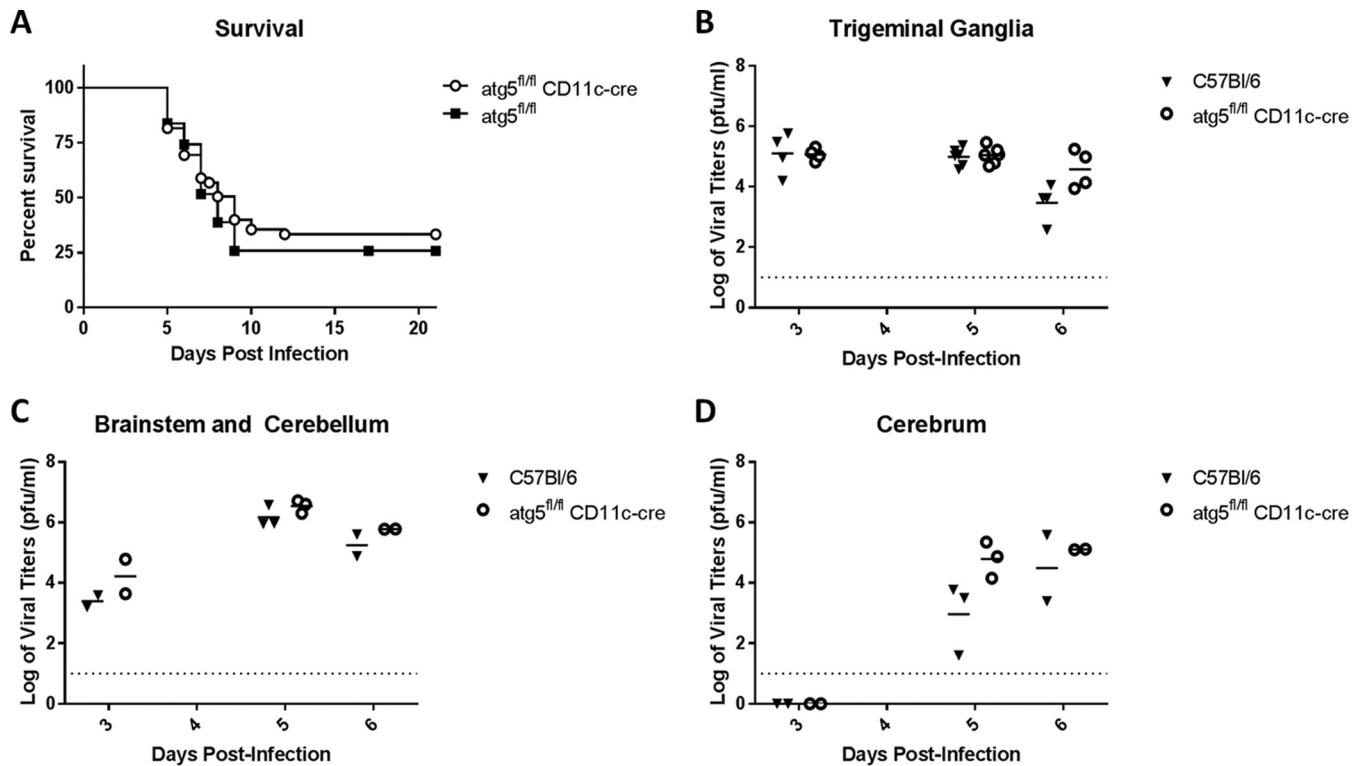 A
Survival
Percent survival
100
75
50
25
0
0 5 10 15 20
Days Post Infection
atg5fl/fl CD11c-cre
atg5fl/fl
B
Trigeminal Ganglia
Log of Viral Titers (pfu/ml)
8
6
4
2
0
3 4 5 6
Days Post-Infection
C57Bl/6
atg5fl/fl CD11c-cre
C
Brainstem and Cerebellum
Log of Viral Titers (pfu/ml)
8
6
4
2
0
3 4 5 6
Days Post-Infection
C57Bl/6
atg5fl/fl CD11c-cre
D
Cerebrum
Log of Viral Titers (pfu/ml)
8
6
4
2
0
3 4 5 6
Days Post-Infection
C57Bl/6
atg5fl/fl CD11c-cre